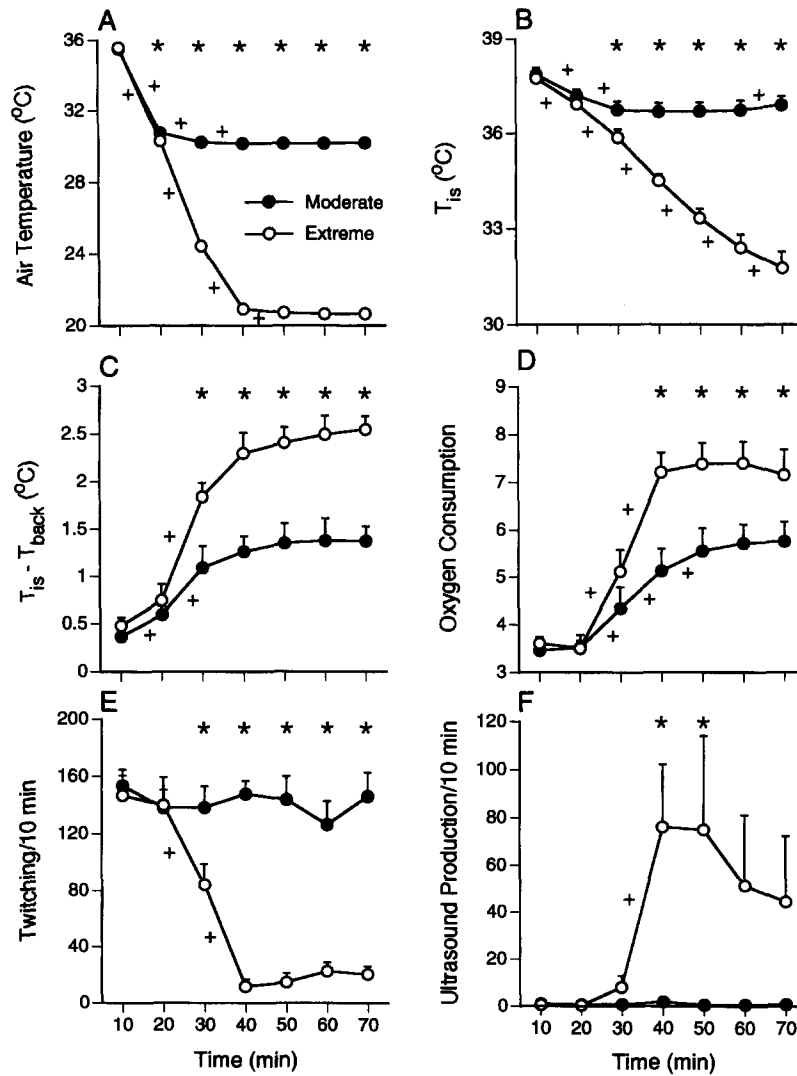 A
Air Temperature (°C)
36
32
28
24
20
* * * * * *
+ + + + + + +
Moderate
Extreme
B
T_is (°C)
39
36
33
30
* * * * *
+ + + + + + + + +
C
T_is - T_back (°C)
3
2.5
2
1.5
1
0.5
0
* * * * *
+ + +
D
Oxygen Consumption
9
8
7
6
5
4
3
* * * *
+ + + + +
E
Twitching/10 min
200
160
120
80
40
0
* * * * *
+ +
10 20 30 40 50 60 70
Time (min)
F
Ultrasound Production/10 min
120
100
80
60
40
20
0
* *
+
10 20 30 40 50 60 70
Time (min)